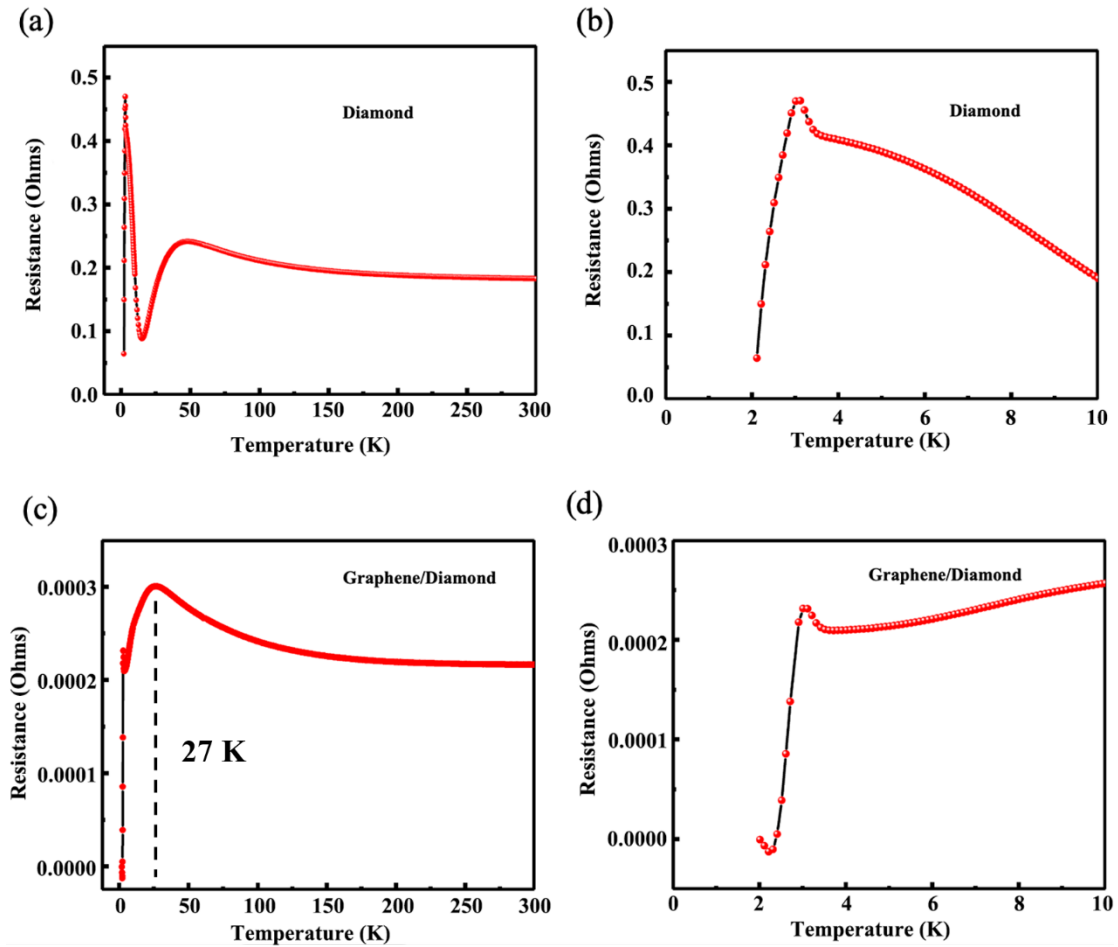 (a)
Resistance (Ohms)
0.5
0.4
0.3
0.2
0.1
0.0
Diamond
0 50 100 150 200 250 300
Temperature (K)
(b)
Resistance (Ohms)
0.5
0.4
0.3
0.2
0.1
0.0
Diamond
0 2 4 6 8 10
Temperature (K)
(c)
Resistance (Ohms)
0.0003
0.0002
0.0001
0.0000
Graphene/Diamond
27 K
0 50 100 150 200 250 300
Temperature (K)
(d)
Resistance (Ohms)
0.0003
0.0002
0.0001
0.0000
Graphene/Diamond
0 2 4 6 8 10
Temperature (K)